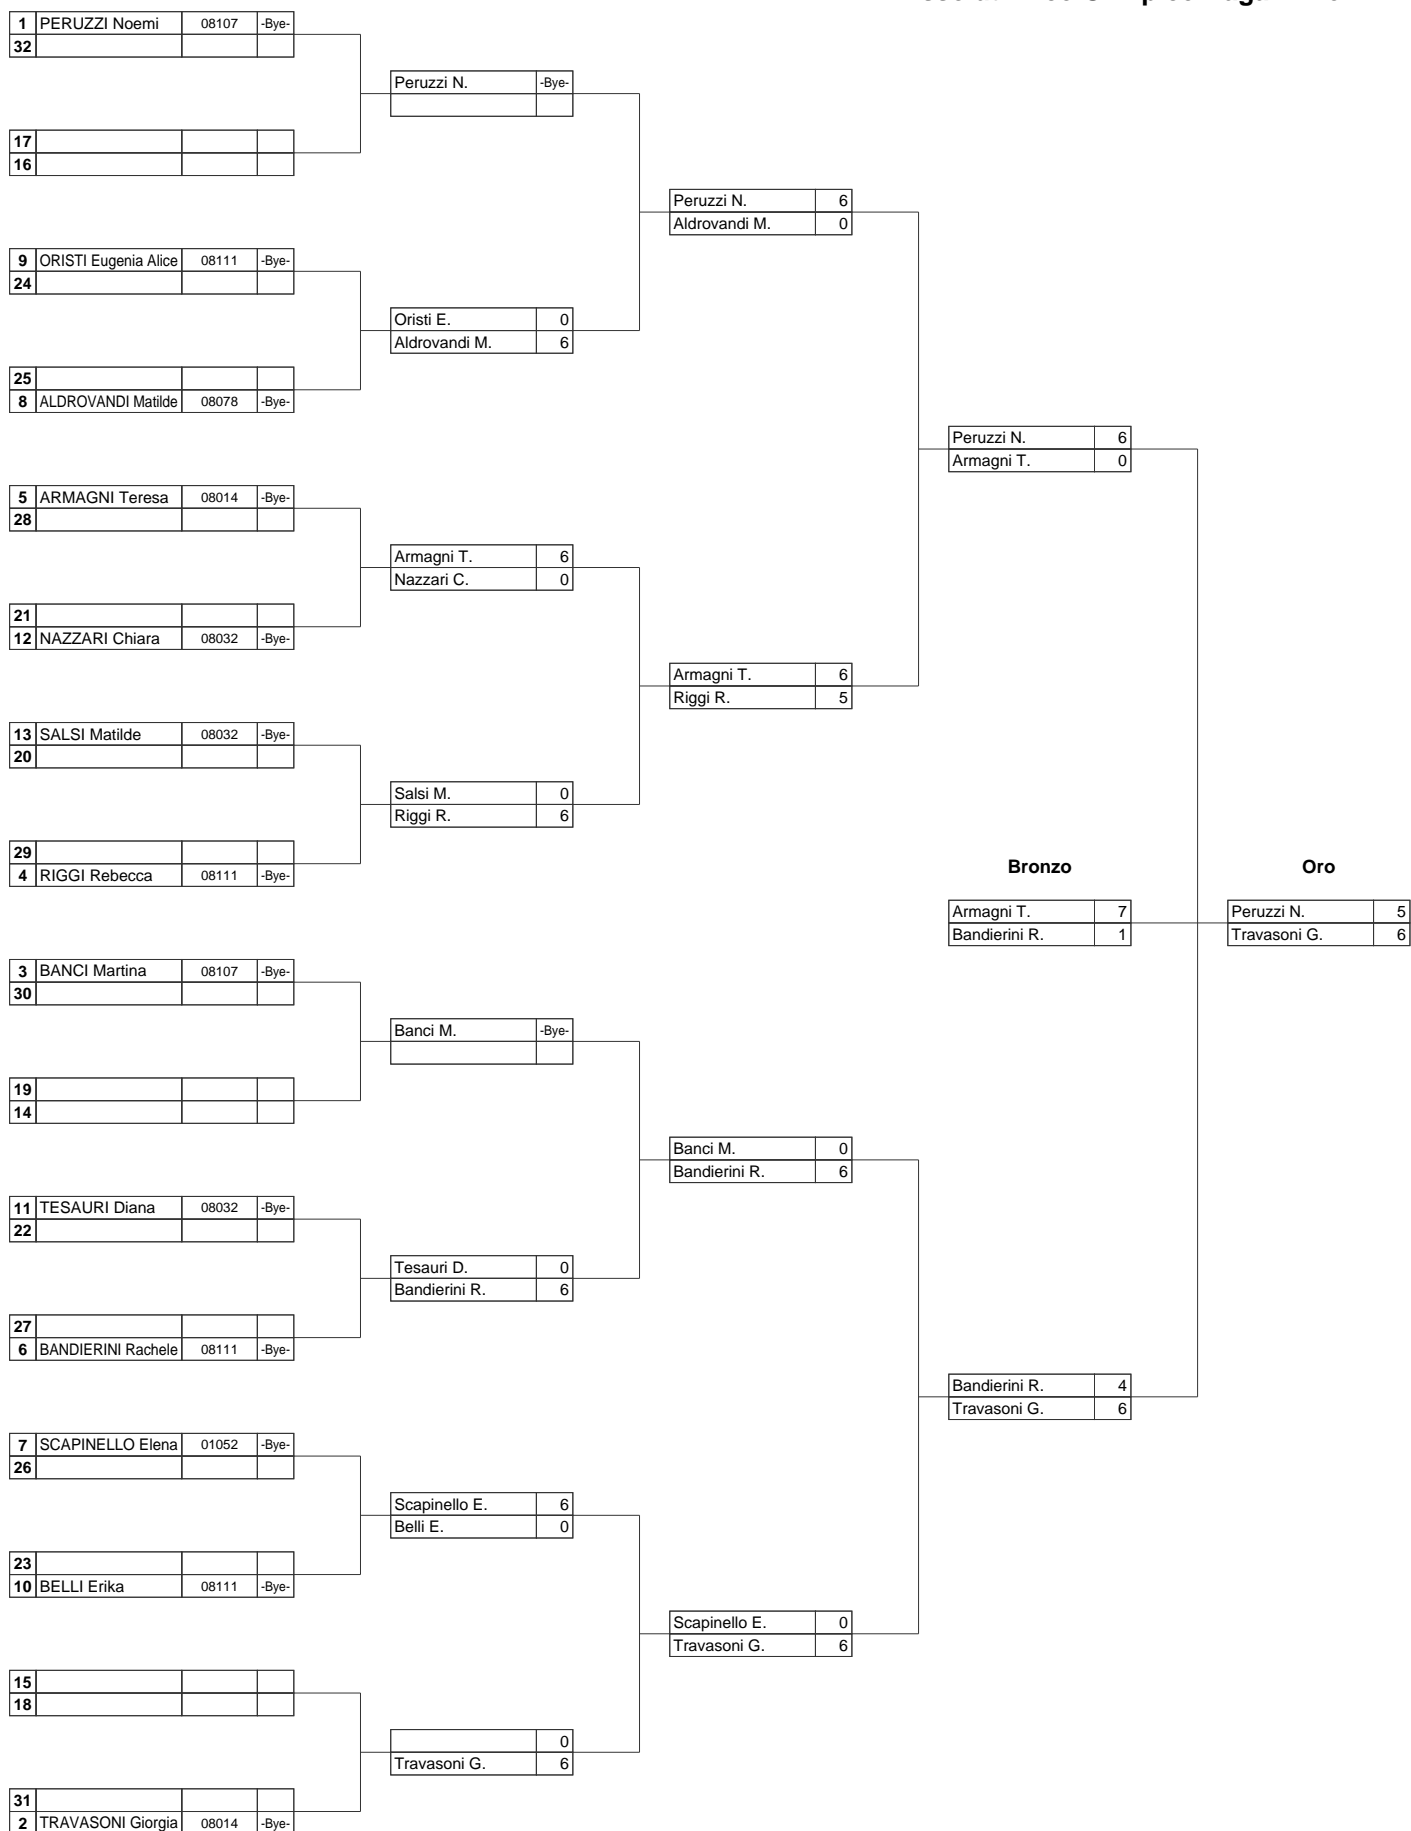 1 PERUZZI Noemi 08107 -Bye-
32
Peruzzi N. -Bye-
17
16
Peruzzi N. 6
Aldrovandi M. 0
9 ORISTI Eugenia Alice 08111 -Bye-
24
Oristi E. 0
Aldrovandi M. 6
25
8 ALDROVANDI Matilde 08078 -Bye-
Peruzzi N. 6
Armagni T. 0
5 ARMAGNI Teresa 08014 -Bye-
28
Armagni T. 6
Nazzari C. 0
21
12 NAZZARI Chiara 08032 -Bye-
Armagni T. 6
Riggi R. 5
13 SALSI Matilde 08032 -Bye-
20
Salsi M. 0
Riggi R. 6
29
4 RIGGI Rebecca 08111 -Bye-
Bronzo Oro
Armagni T. 7 Peruzzi N. 5
Bandierini R. 1 Travasoni G. 6
3 BANCI Martina 08107 -Bye-
30
Banci M. -Bye-
19
14
Banci M. 0
Bandierini R. 6
11 TESAURI Diana 08032 -Bye-
22
Tesauri D. 0
Bandierini R. 6
27
6 BANDIERINI Rachele 08111 -Bye-
Bandierini R. 4
Travasoni G. 6
7 SCAPINELLO Elena 01052 -Bye-
26
Scapinello E. 6
Belli E. 0
23
10 BELLI Erika 08111 -Bye-
Scapinello E. 0
Travasoni G. 6
15
18
0
Travasoni G. 6
31
2 TRAVASONI Giorgia 08014 -Bye-